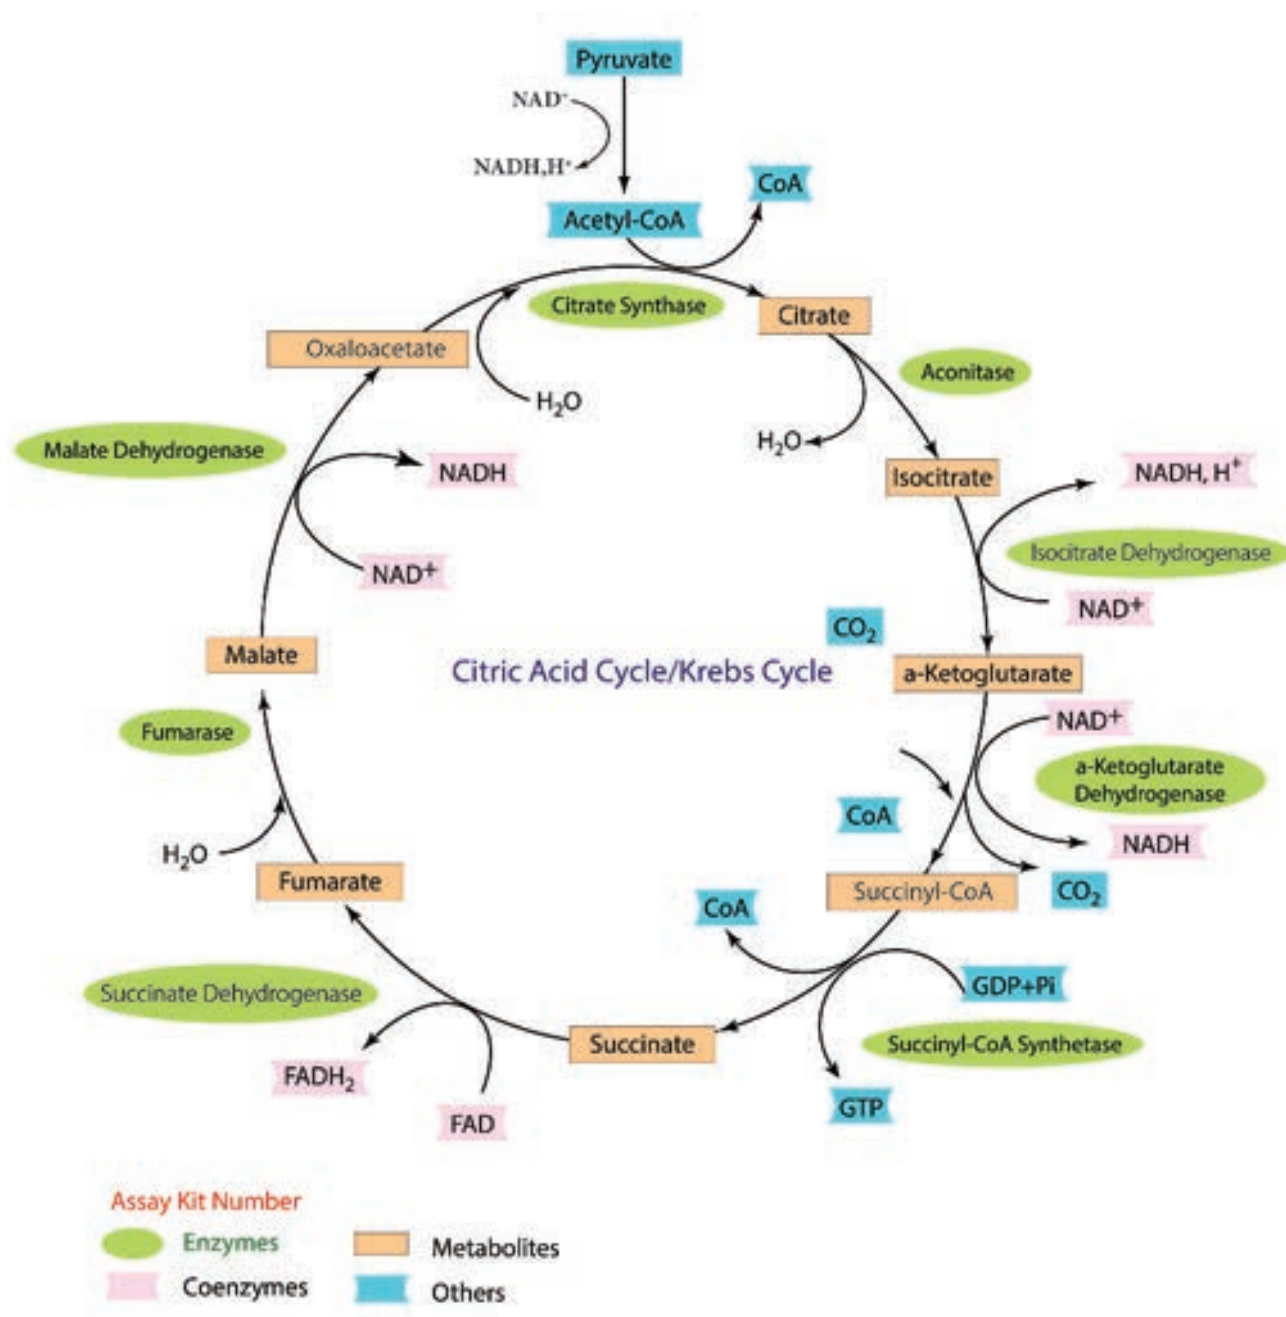 Pyruvate
NAD⁺
NADH,H⁺
CoA
Acetyl-CoA
Citrate Synthase
Citrate
Oxaloacetate
Aconitase
H₂O
H₂O
Malate Dehydrogenase
NADH
Isocitrate
NADH, H⁺
Isocitrate Dehydrogenase
NAD⁺
NAD⁺
CO₂
Malate
Citric Acid Cycle/Krebs Cycle
a-Ketoglutarate
NAD⁺
Fumarase
a-Ketoglutarate
Dehydrogenase
CoA
NADH
H₂O
Fumarate
Succinyl-CoA
CO₂
CoA
Succinate Dehydrogenase
GDP+Pi
Succinate
Succinyl-CoA Synthetase
FADH₂
GTP
FAD
Assay Kit Number
Enzymes
Metabolites
Coenzymes
Others